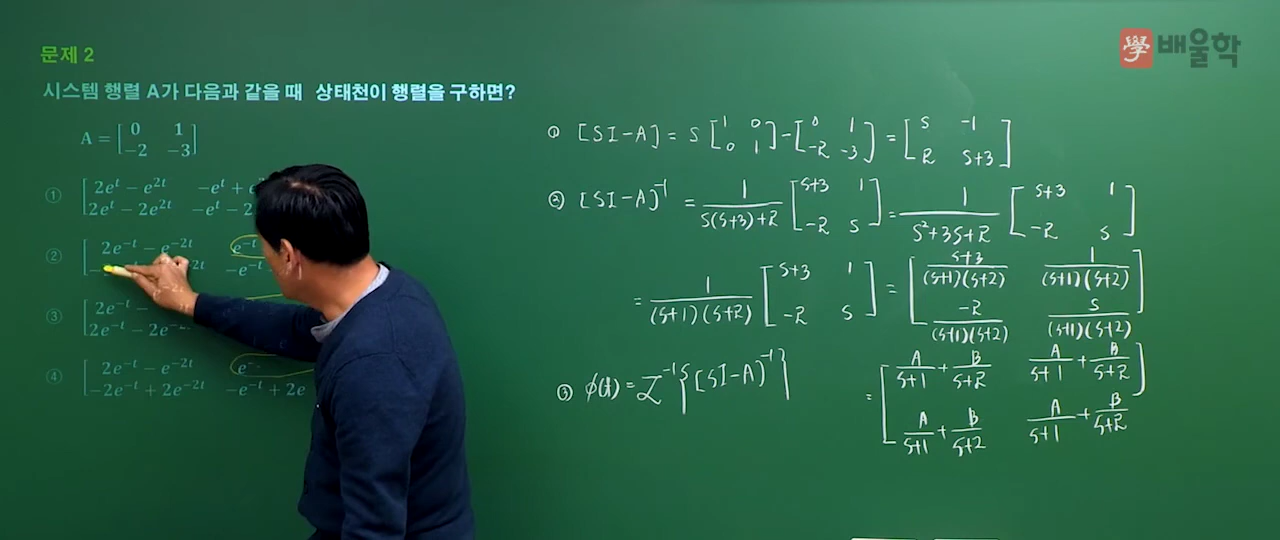 學 배울학
문제 2
시스템 행렬 A가 다음과 같을 때 상태천이 행렬을 구하면?
A = [ 0 1
-2 -3 ]
① [ 2e^t − e^2t −e^t +
2e^t − 2e^2t −e^t − 2
② [ 2e^−t − e^−2t e^−t
−2t −e^−t
③ [ 2e^−t −
2e^−t − 2e^−2t
④ [ 2e^−t − e^−2t e^−
−2e^−t + 2e^−2t −e^−t + 2e
① [SI−A] = S [ 1 0 / 0 1 ] − [ 0 1 / −2 −3 ] = [ S −1 / 2 S+3 ]
② [SI−A]^−1 = 1/(S(S+3)+2) [ S+3 1 / −2 S ] = 1/(S²+3S+2) [ S+3 1 / −2 S ]
= 1/((S+1)(S+2)) [ S+3 1 / −2 S ] = [ S+3/((S+1)(S+2)) 1/((S+1)(S+2)) / −2/((S+1)(S+2)) S/((S+1)(S+2)) ]
③ ϕ(t) = ℒ^−1 { [SI−A]^−1 }
= [ A/(S+1) + B/(S+2) A/(S+1) + B/(S+2) / A/(S+1) + B/(S+2) A/(S+1) + B/(S+2) ]